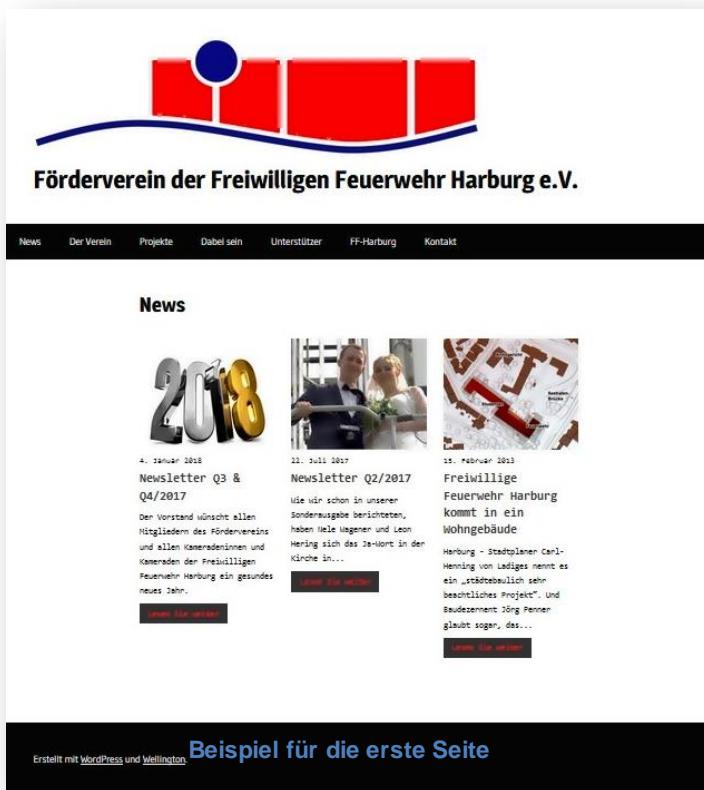 Förderverein der Freiwilligen Feuerwehr Harburg e.V.
News Der Verein Projekte Dabei sein Unterstützer FF-Harburg Kontakt
News
2018
4. Januar 2018
Newsletter Q3 &
Q4/2017
Der Vorstand wünscht allen
Mitgliedern des Fördervereins
und allen Kameradeninnen und
Kameraden der Freiwilligen
Feuerwehr Harburg ein gesundes
neues Jahr.
Lesen Sie weiter
22. Juli 2017
Newsletter Q2/2017
Wie wir schon in unserer
Sonderausgabe berichteten,
haben Nele Wagener und Leon
Hering sich das Ja-Wort in der
Kirche in...
Lesen Sie weiter
15. Februar 2013
Freiwillige
Feuerwehr Harburg
kommt in ein
Wohngebäude
Harburg – Stadtplaner Carl-
Henning von Ladiges nennt es
ein „städtebaulich sehr
beachtliches Projekt“. Und
Baudezernent Jörg Penner
glaubt sogar, das...
Lesen Sie weiter
Erstellt mit WordPress und Wellington.
Beispiel für die erste Seite